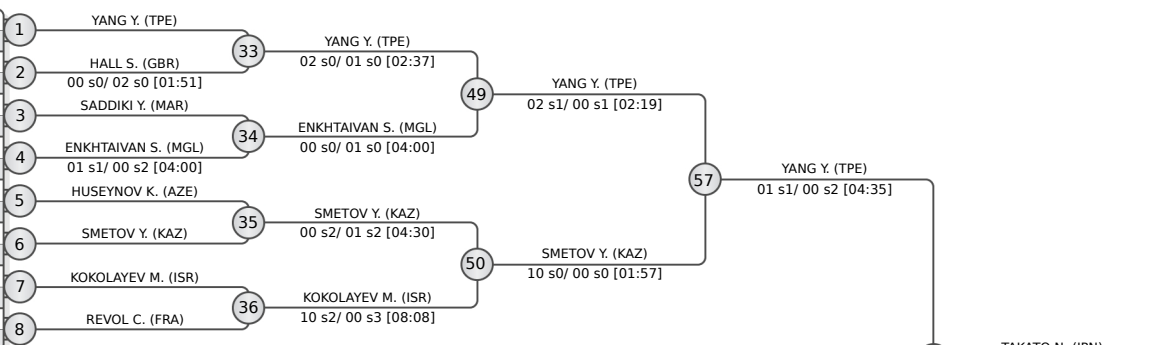 1
YANG Y. (TPE)
2
HALL S. (GBR)
00 s0/ 02 s0 [01:51]
3
SADDIKI Y. (MAR)
4
ENKHTAIVAN S. (MGL)
01 s1/ 00 s2 [04:00]
5
HUSEYNOV K. (AZE)
6
SMETOV Y. (KAZ)
7
KOKOLAYEV M. (ISR)
8
REVOL C. (FRA)
33
YANG Y. (TPE)
02 s0/ 01 s0 [02:37]
34
ENKHTAIVAN S. (MGL)
00 s0/ 01 s0 [04:00]
35
SMETOV Y. (KAZ)
00 s2/ 01 s2 [04:30]
36
KOKOLAYEV M. (ISR)
10 s2/ 00 s3 [08:08]
49
YANG Y. (TPE)
02 s1/ 00 s1 [02:19]
50
SMETOV Y. (KAZ)
10 s0/ 00 s0 [01:57]
57
YANG Y. (TPE)
01 s1/ 00 s2 [04:35]